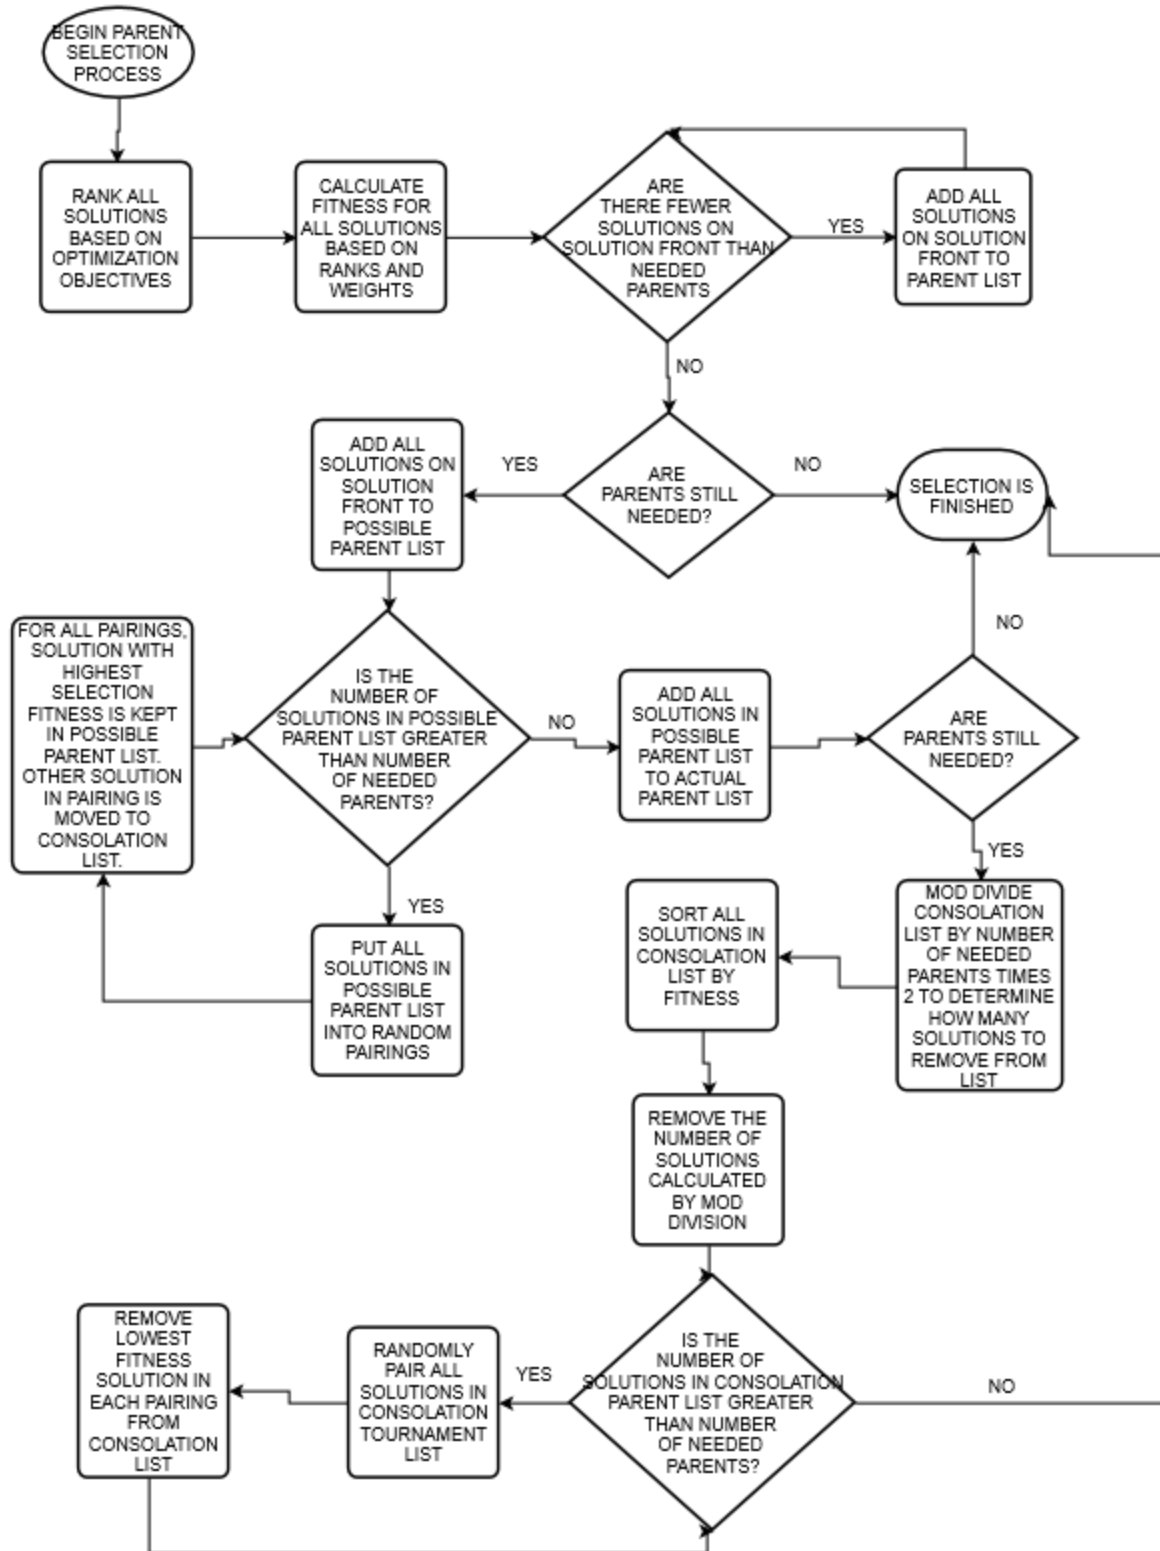 BEGIN PARENT
SELECTION
PROCESS
RANK ALL
SOLUTIONS
BASED ON
OPTIMIZATION
OBJECTIVES
CALCULATE
FITNESS FOR
ALL SOLUTIONS
BASED ON
RANKS AND
WEIGHTS
ARE
THERE FEWER
SOLUTIONS ON
SOLUTION FRONT THAN
NEEDED
PARENTS
YES
ADD ALL
SOLUTIONS
ON SOLUTION
FRONT TO
PARENT LIST
NO
ARE
PARENTS STILL
NEEDED?
YES
NO
ADD ALL
SOLUTIONS ON
SOLUTION
FRONT TO
POSSIBLE
PARENT LIST
SELECTION IS
FINISHED
NO
FOR ALL PAIRINGS,
SOLUTION WITH
HIGHEST
SELECTION
FITNESS IS KEPT
IN POSSIBLE
PARENT LIST.
OTHER SOLUTION
IN PAIRING IS
MOVED TO
CONSOLATION
LIST.
IS THE
NUMBER OF
SOLUTIONS IN POSSIBLE
PARENT LIST GREATER
THAN NUMBER
OF NEEDED
PARENTS?
NO
ADD ALL
SOLUTIONS IN
POSSIBLE
PARENT LIST
TO ACTUAL
PARENT LIST
ARE
PARENTS STILL
NEEDED?
YES
YES
PUT ALL
SOLUTIONS IN
POSSIBLE
PARENT LIST
INTO RANDOM
PAIRINGS
SORT ALL
SOLUTIONS IN
CONSOLATION
LIST BY
FITNESS
MOD DIVIDE
CONSOLATION
LIST BY NUMBER
OF NEEDED
PARENTS TIMES
2 TO DETERMINE
HOW MANY
SOLUTIONS TO
REMOVE FROM
LIST
REMOVE THE
NUMBER OF
SOLUTIONS
CALCULATED
BY MOD
DIVISION
REMOVE
LOWEST
FITNESS
SOLUTION IN
EACH PAIRING
FROM
CONSOLATION
LIST
RANDOMLY
PAIR ALL
SOLUTIONS IN
CONSOLATION
TOURNAMENT
LIST
YES
IS THE
NUMBER OF
SOLUTIONS IN CONSOLATION
PARENT LIST GREATER
THAN NUMBER
OF NEEDED
PARENTS?
NO